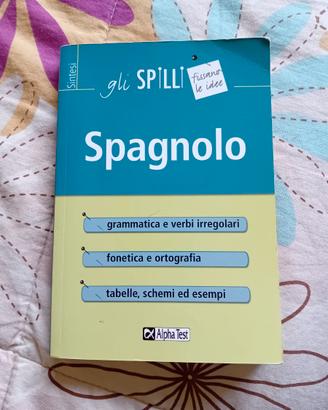 Sintesi
gli SPILLI
fissano
le idee
Spagnolo
grammatica e verbi irregolari
fonetica e ortografia
tabelle, schemi ed esempi
Alpha Test